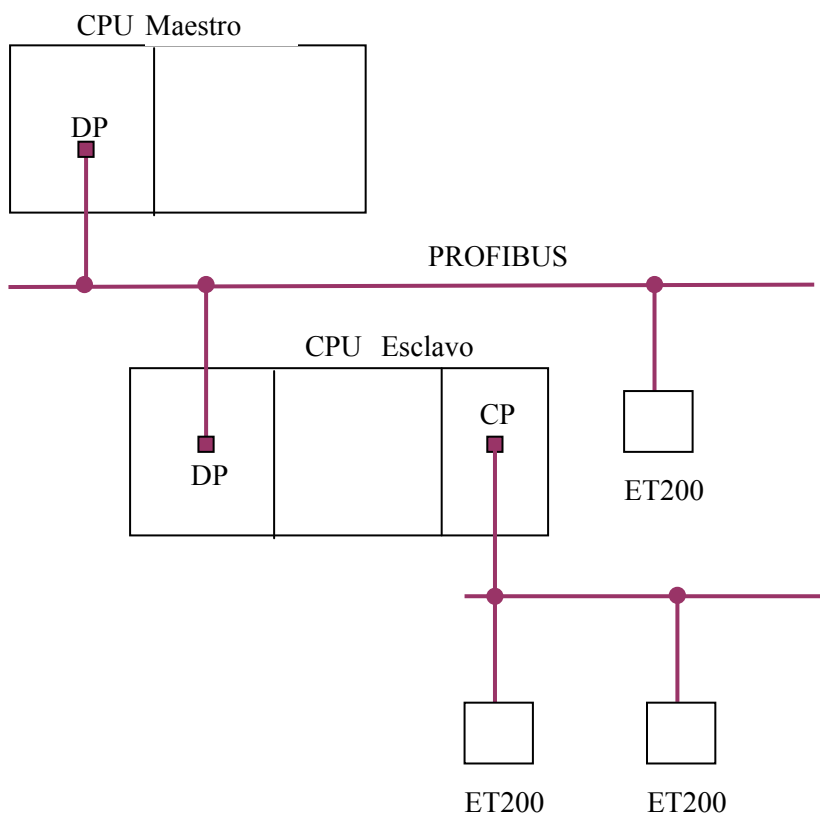 CPU Maestro
DP
PROFIBUS
CPU Esclavo
CP
DP
ET200
ET200
ET200